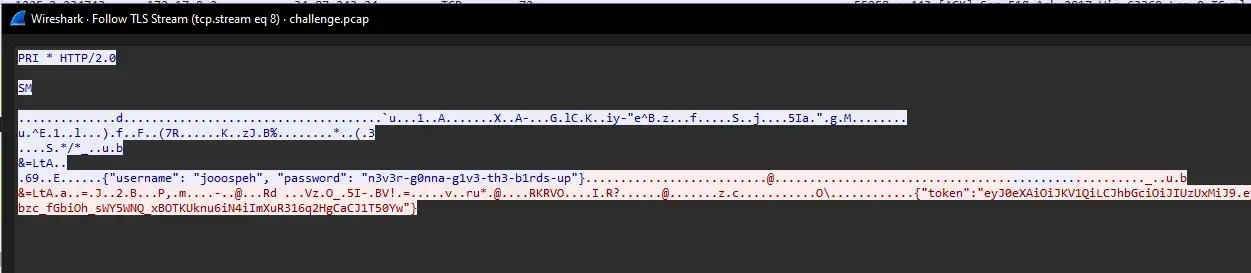 Wireshark · Follow TLS Stream (tcp.stream eq 8) · challenge.pcap
PRI * HTTP/2.0
SM
.............d..................................`u...1..A.......X..A-...G.lC.K..iy-"e^B.z...f.....S..j....5Ia.".g.M........
u.^E.1..l...).f..F..(7R......K..zJ.B%........*..(.3
....S.*/*_..u.b
&=LtA..
.69..E......{"username": "jooospeh", "password": "n3v3r-g0nna-g1v3-th3-b1rds-up"}.........................@......................................................_..u.b
&=LtA.a..=.J..2.B...P,.m....-..@...Rd ...Vz.O_.5I-.BV!.=.....v..ru*.@....RKRVO....I.R?......@.......z.c...........O\............{"token":"eyJ0eXAiOiJKV1QiLCJhbGciOiJIUzUxMiJ9.e
bzc_fGbiOh_sWY5WNQ_xBOTKUknu6iN4iImXuR316q2HgCaCJ1T50Yw"}